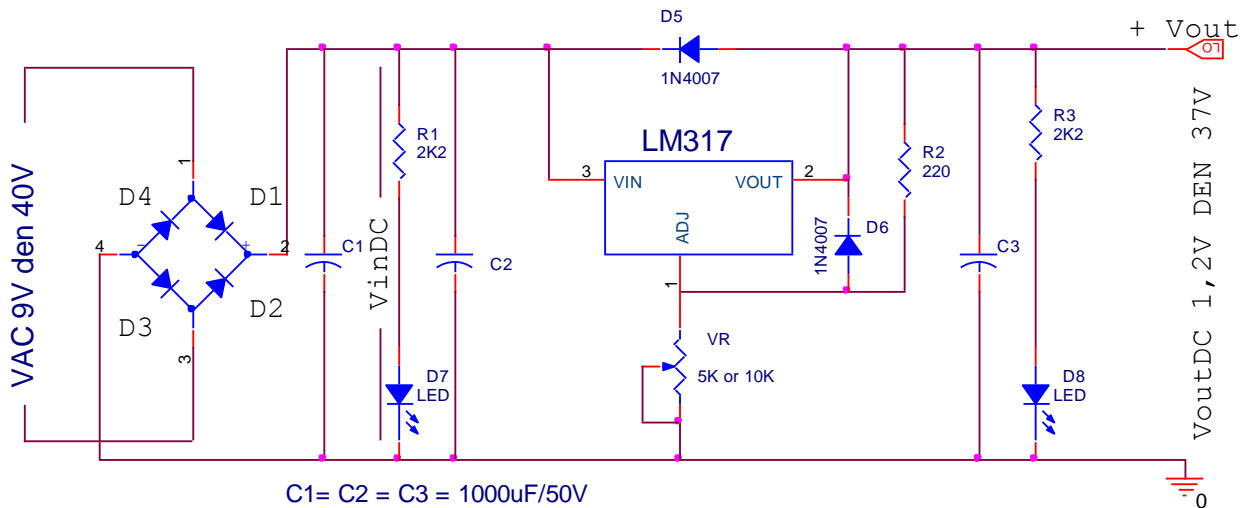 D5
1N4007
+ Vout
LO
VAC 9V den 40V
1
D4
D1
4
-
+
2
D3
D2
3
C1
VinDC
R1
2K2
D7
LED
C2
LM317
3
VIN
VOUT
2
ADJ
1
D6
1N4007
R2
220
VR
5K or 10K
C3
R3
2K2
D8
LED
VoutDC 1,2V DEN 37V
0
C1= C2 = C3 = 1000uF/50V